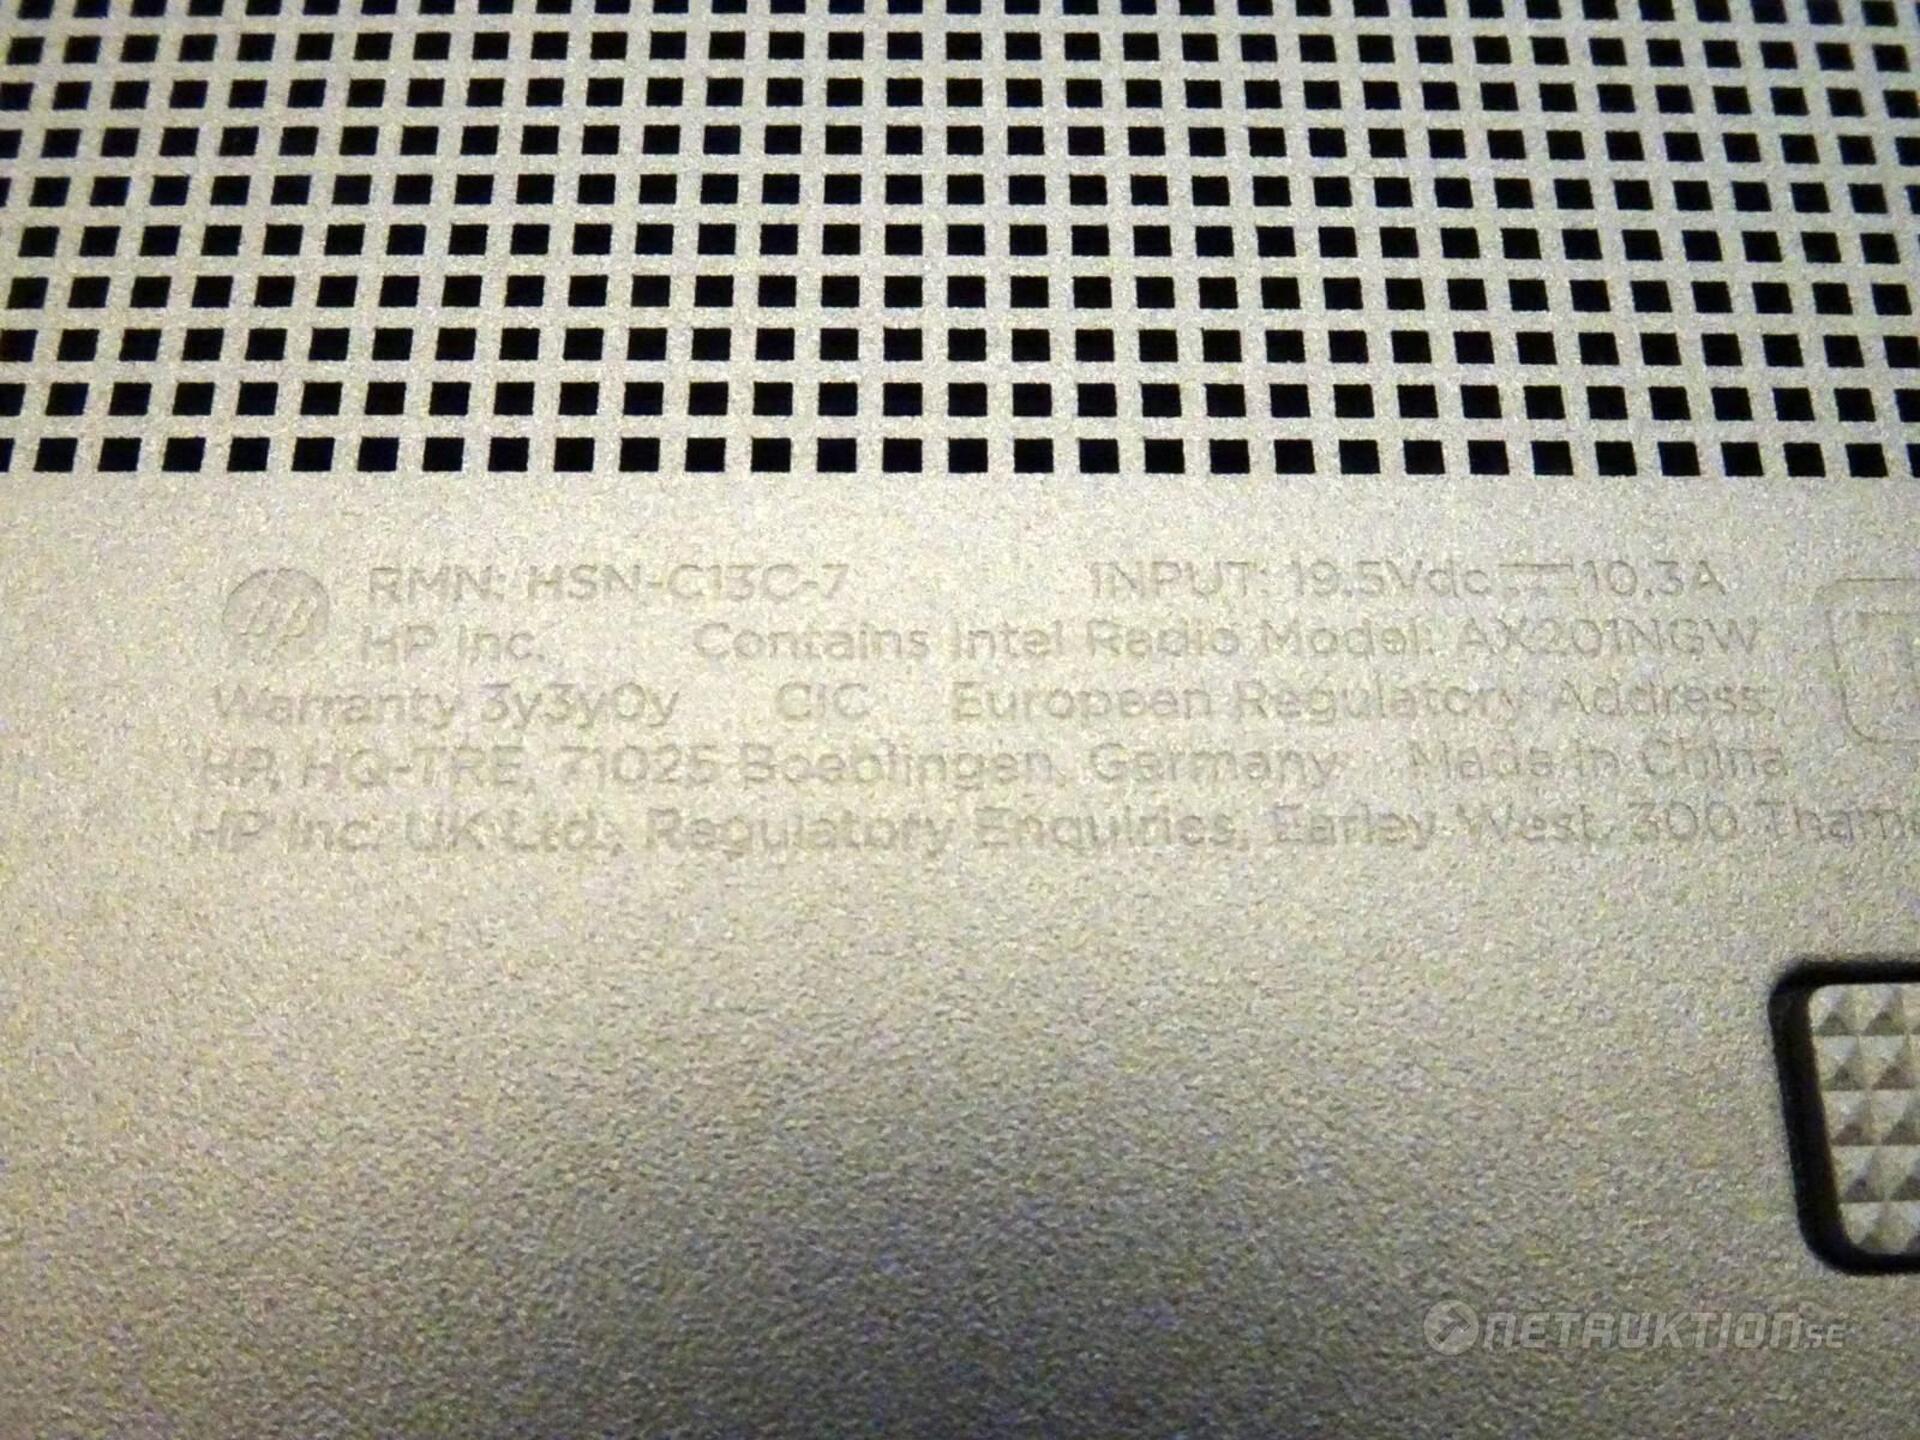 hp RMN: HSN-C13C-7 INPUT: 19.5Vdc⎓10.3A
HP Inc. Contains Intel Radio Model: AX201NGW
Warranty 3y3y0y CIC European Regulatory Address:
HP, HQ-TRE, 71025 Boeblingen, Germany Made in China
HP Inc. UK Ltd., Regulatory Enquiries, Earley West, 300
NETAUKTION.SE